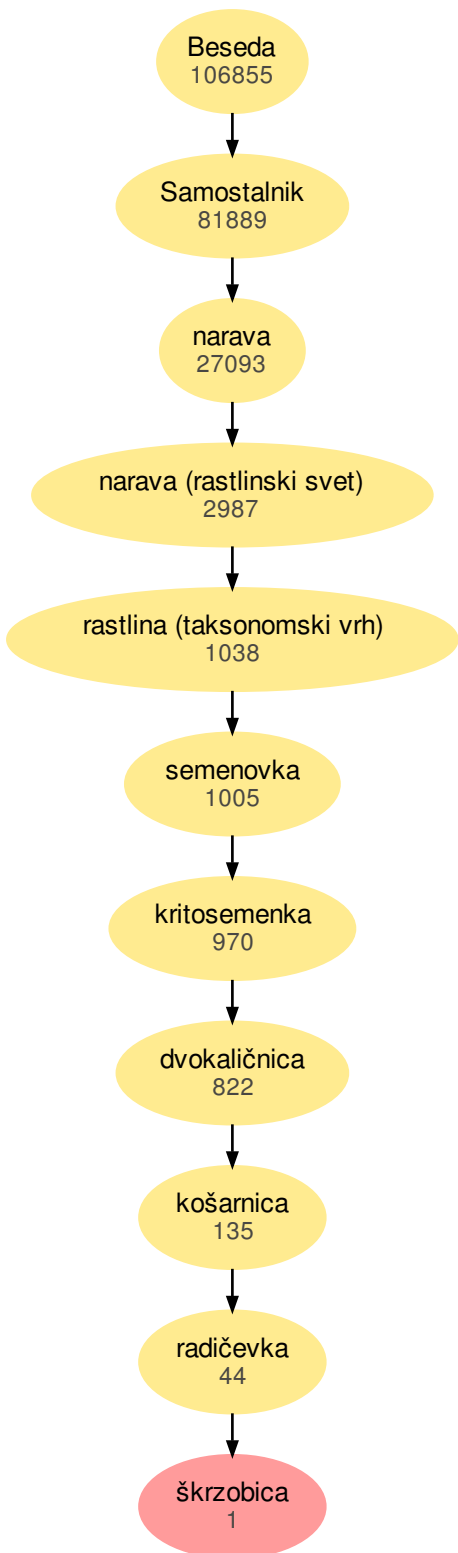 Beseda
106855
Samostalnik
81889
narava
27093
narava (rastlinski svet)
2987
rastlina (taksonomski vrh)
1038
semenovka
1005
kritosemenka
970
dvokaličnica
822
košarnica
135
radičevka
44
škrzobica
1